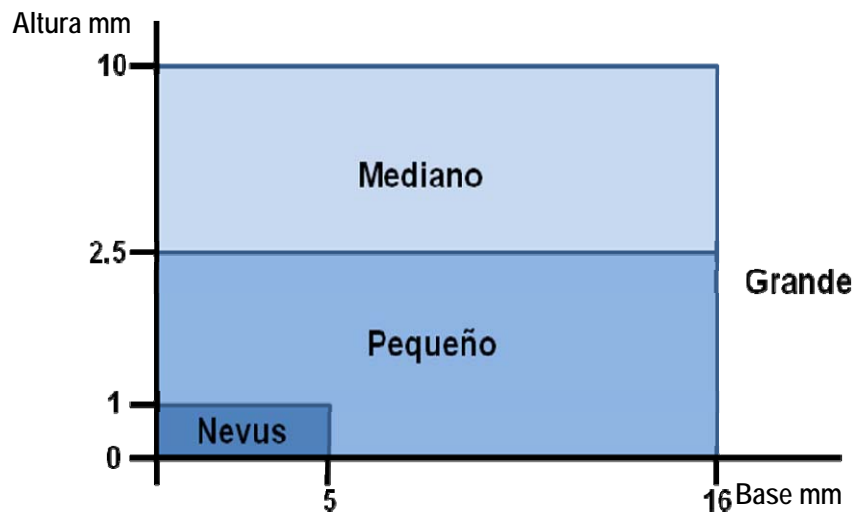 Altura mm
10
Mediano
2.5
Grande
Pequeño
1
Nevus
0
5
16 Base mm